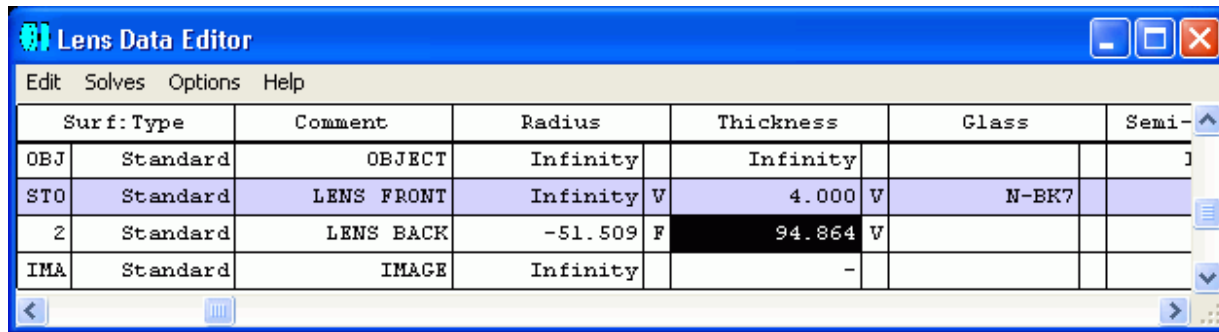 Lens Data Editor
Edit Solves Options Help
Surf:Type Comment Radius Thickness Glass Semi-
OBJ Standard OBJECT Infinity Infinity
STO Standard LENS FRONT Infinity V 4.000 V N-BK7
2 Standard LENS BACK -51.509 F 94.864 V
IMA Standard IMAGE Infinity -